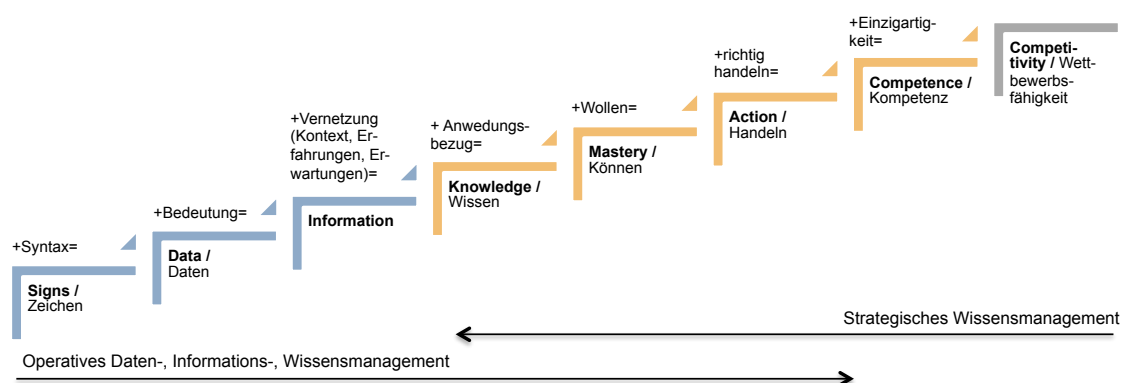 +Syntax=
Signs /
Zeichen
+Bedeutung=
Data /
Daten
+Vernetzung
(Kontext, Er-
fahrungen, Er-
wartungen)=
Information
+ Anwedungs-
bezug=
Knowledge /
Wissen
+Wollen=
Mastery /
Können
+richtig
handeln=
Action /
Handeln
+Einzigartig-
keit=
Competence /
Kompetenz
Competi-
tivity / Wett-
bewerbs-
fähigkeit
Strategisches Wissensmanagement
Operatives Daten-, Informations-, Wissensmanagement